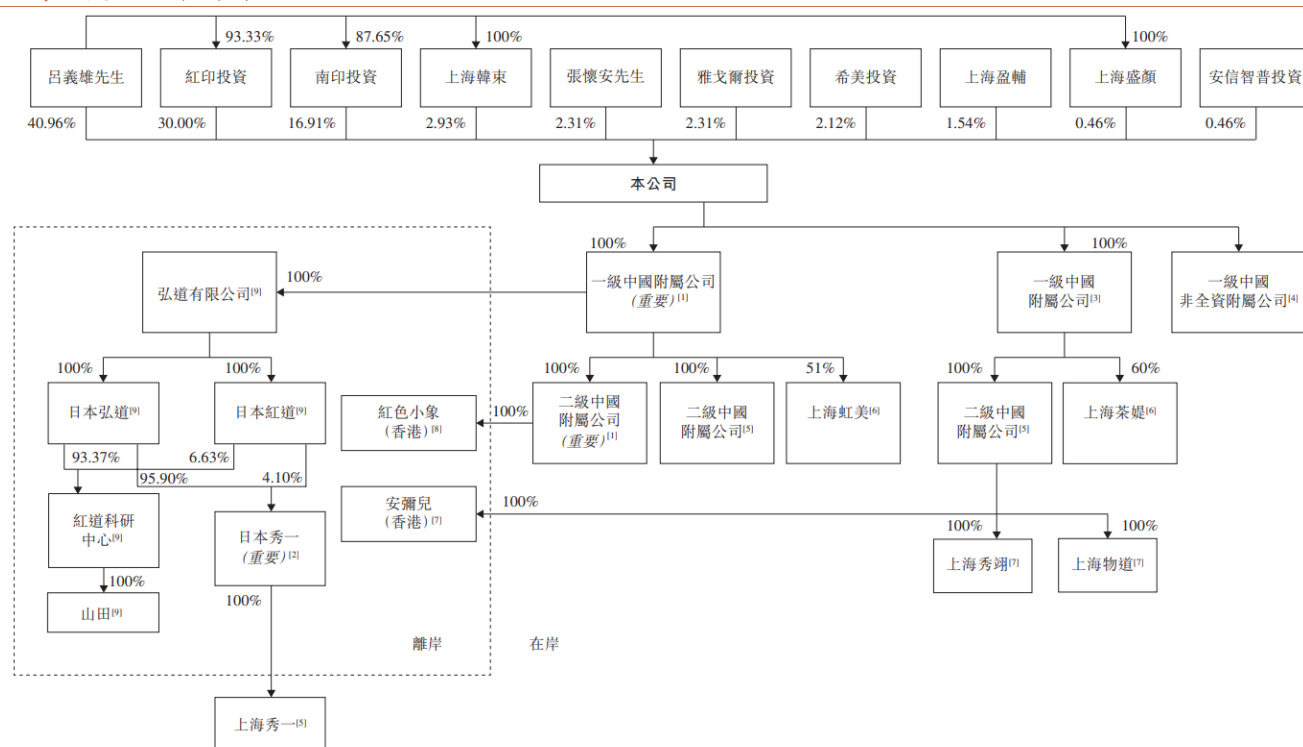 93.33%
87.65%
100%
100%
呂義雄先生
紅印投資
南印投資
上海韓束
張懷安先生
雅戈爾投資
希美投資
上海盈輔
上海盛顏
安信智普投資
40.96%
30.00%
16.91%
2.93%
2.31%
2.31%
2.12%
1.54%
0.46%
0.46%
本公司
100%
100%
弘道有限公司[9]
100%
一級中國附屬公司
(重要)[1]
一級中國
附屬公司[3]
一級中國
非全資附屬公司[4]
100%
100%
100%
100%
51%
100%
60%
日本弘道[9]
日本紅道[9]
紅色小象
(香港)[8]
100%
二級中國
附屬公司
(重要)[1]
二級中國
附屬公司[5]
上海虹美[6]
二級中國
附屬公司[5]
上海荼媞[6]
93.37%
6.63%
95.90%
4.10%
紅道科研
中心[9]
日本秀一
(重要)[2]
安彌兒
(香港)[7]
100%
100%
100%
上海秀翊[7]
上海物道[7]
100%
山田[9]
100%
離岸
在岸
上海秀一[5]